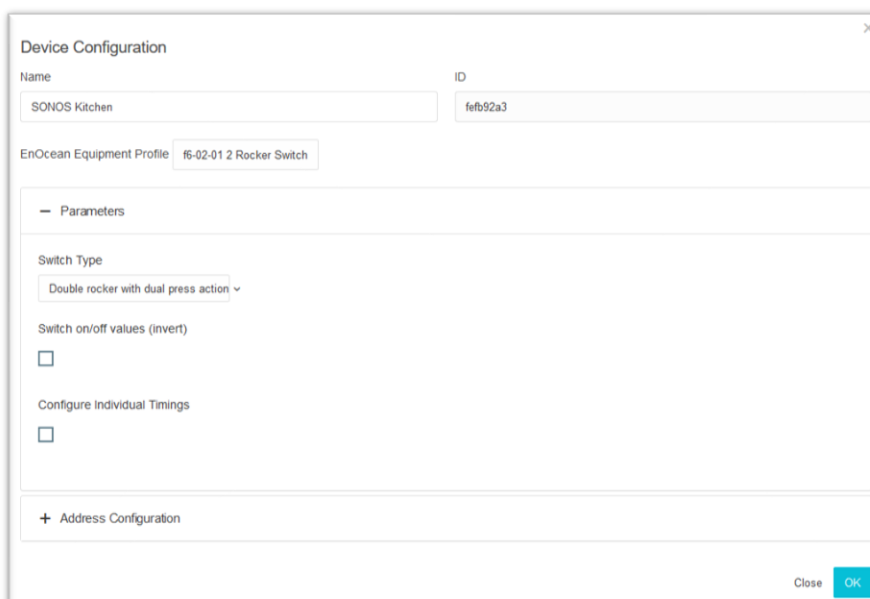 Device Configuration
Name
ID
SONOS Kitchen
fefb92a3
EnOcean Equipment Profile
f6-02-01 2 Rocker Switch
Parameters
Switch Type
Double rocker with dual press action
Switch on/off values (invert)
Configure Individual Timings
Address Configuration
Close
OK